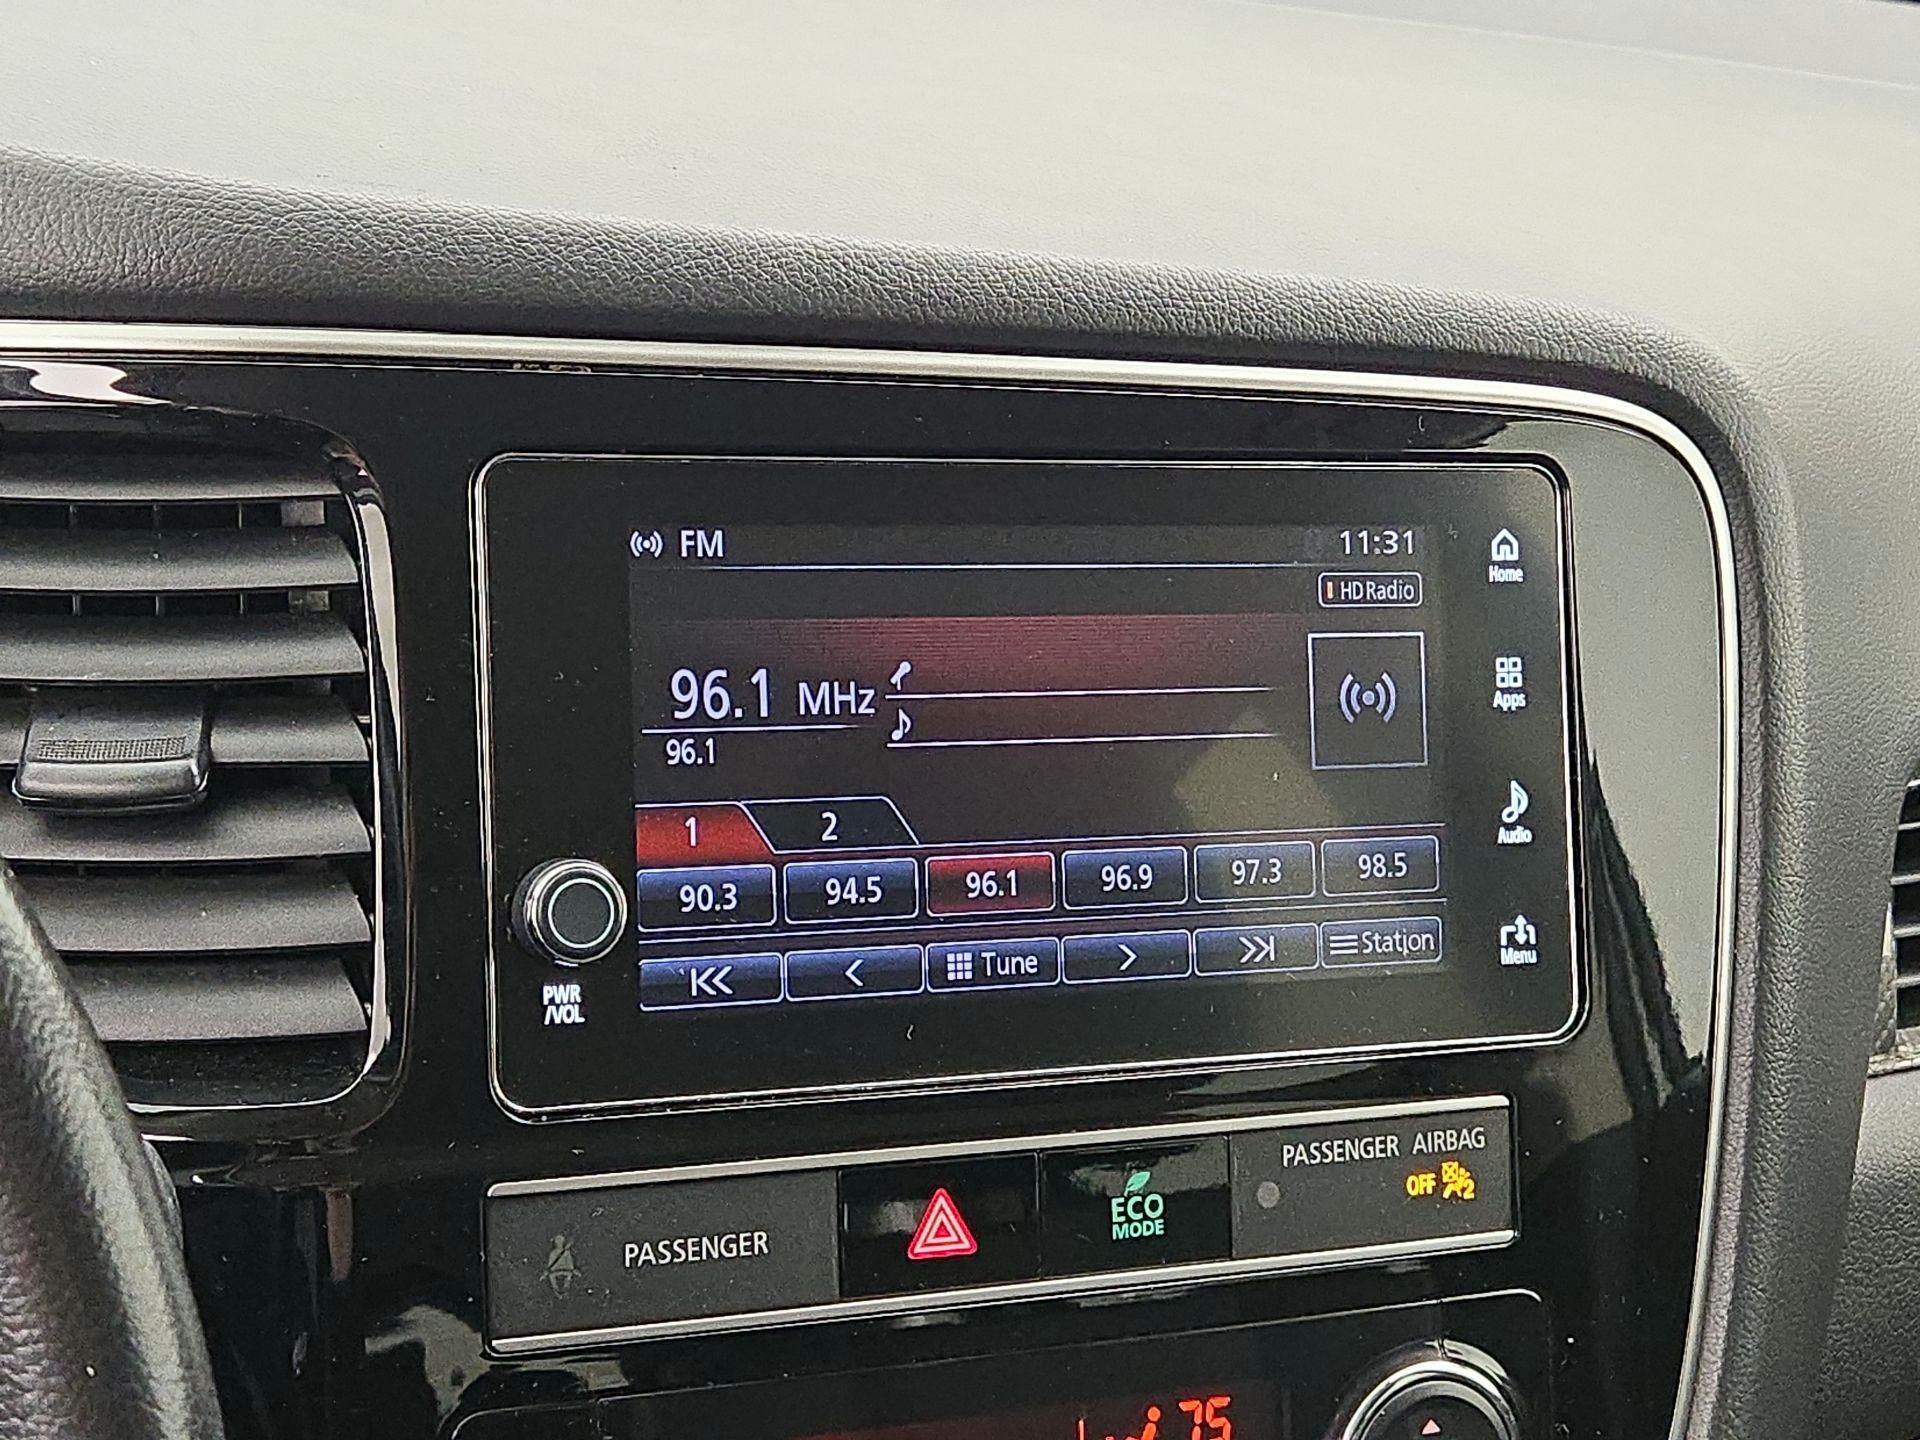 FM 11:31
Home
HD Radio
96.1 MHz
Apps
96.1
1 2
Audio
90.3 94.5 96.1 96.9 97.3 98.5
Tune Station
Menu
PWR
/VOL
PASSENGER
ECO
MODE
PASSENGER AIRBAG
OFF 2
75